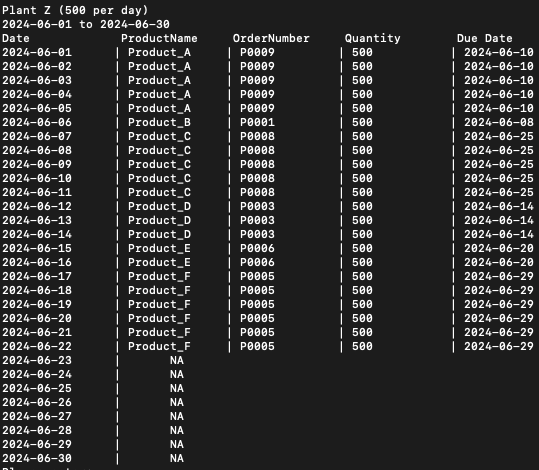 Plant Z (500 per day)
2024-06-01 to 2024-06-30
Date ProductName OrderNumber Quantity Due Date
2024-06-01 | Product_A | P0009 | 500 | 2024-06-10
2024-06-02 | Product_A | P0009 | 500 | 2024-06-10
2024-06-03 | Product_A | P0009 | 500 | 2024-06-10
2024-06-04 | Product_A | P0009 | 500 | 2024-06-10
2024-06-05 | Product_A | P0009 | 500 | 2024-06-10
2024-06-06 | Product_B | P0001 | 500 | 2024-06-08
2024-06-07 | Product_C | P0008 | 500 | 2024-06-25
2024-06-08 | Product_C | P0008 | 500 | 2024-06-25
2024-06-09 | Product_C | P0008 | 500 | 2024-06-25
2024-06-10 | Product_C | P0008 | 500 | 2024-06-25
2024-06-11 | Product_C | P0008 | 500 | 2024-06-25
2024-06-12 | Product_D | P0003 | 500 | 2024-06-14
2024-06-13 | Product_D | P0003 | 500 | 2024-06-14
2024-06-14 | Product_D | P0003 | 500 | 2024-06-14
2024-06-15 | Product_E | P0006 | 500 | 2024-06-20
2024-06-16 | Product_E | P0006 | 500 | 2024-06-20
2024-06-17 | Product_F | P0005 | 500 | 2024-06-29
2024-06-18 | Product_F | P0005 | 500 | 2024-06-29
2024-06-19 | Product_F | P0005 | 500 | 2024-06-29
2024-06-20 | Product_F | P0005 | 500 | 2024-06-29
2024-06-21 | Product_F | P0005 | 500 | 2024-06-29
2024-06-22 | Product_F | P0005 | 500 | 2024-06-29
2024-06-23 | NA
2024-06-24 | NA
2024-06-25 | NA
2024-06-26 | NA
2024-06-27 | NA
2024-06-28 | NA
2024-06-29 | NA
2024-06-30 | NA